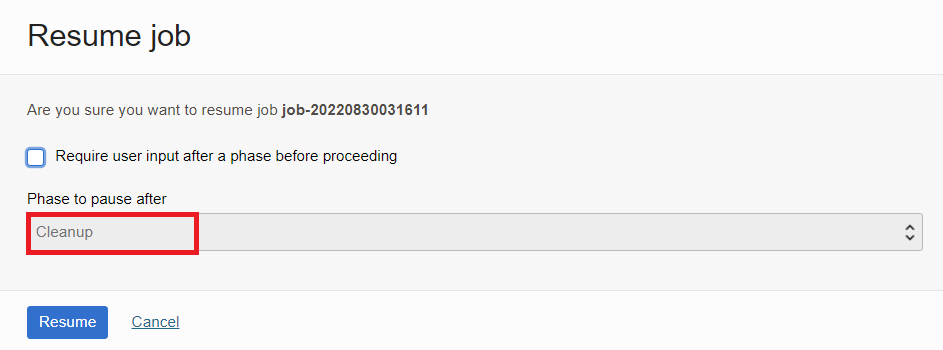 Resume job
Are you sure you want to resume job job-20220830031611
Require user input after a phase before proceeding
Phase to pause after
Cleanup
Resume Cancel